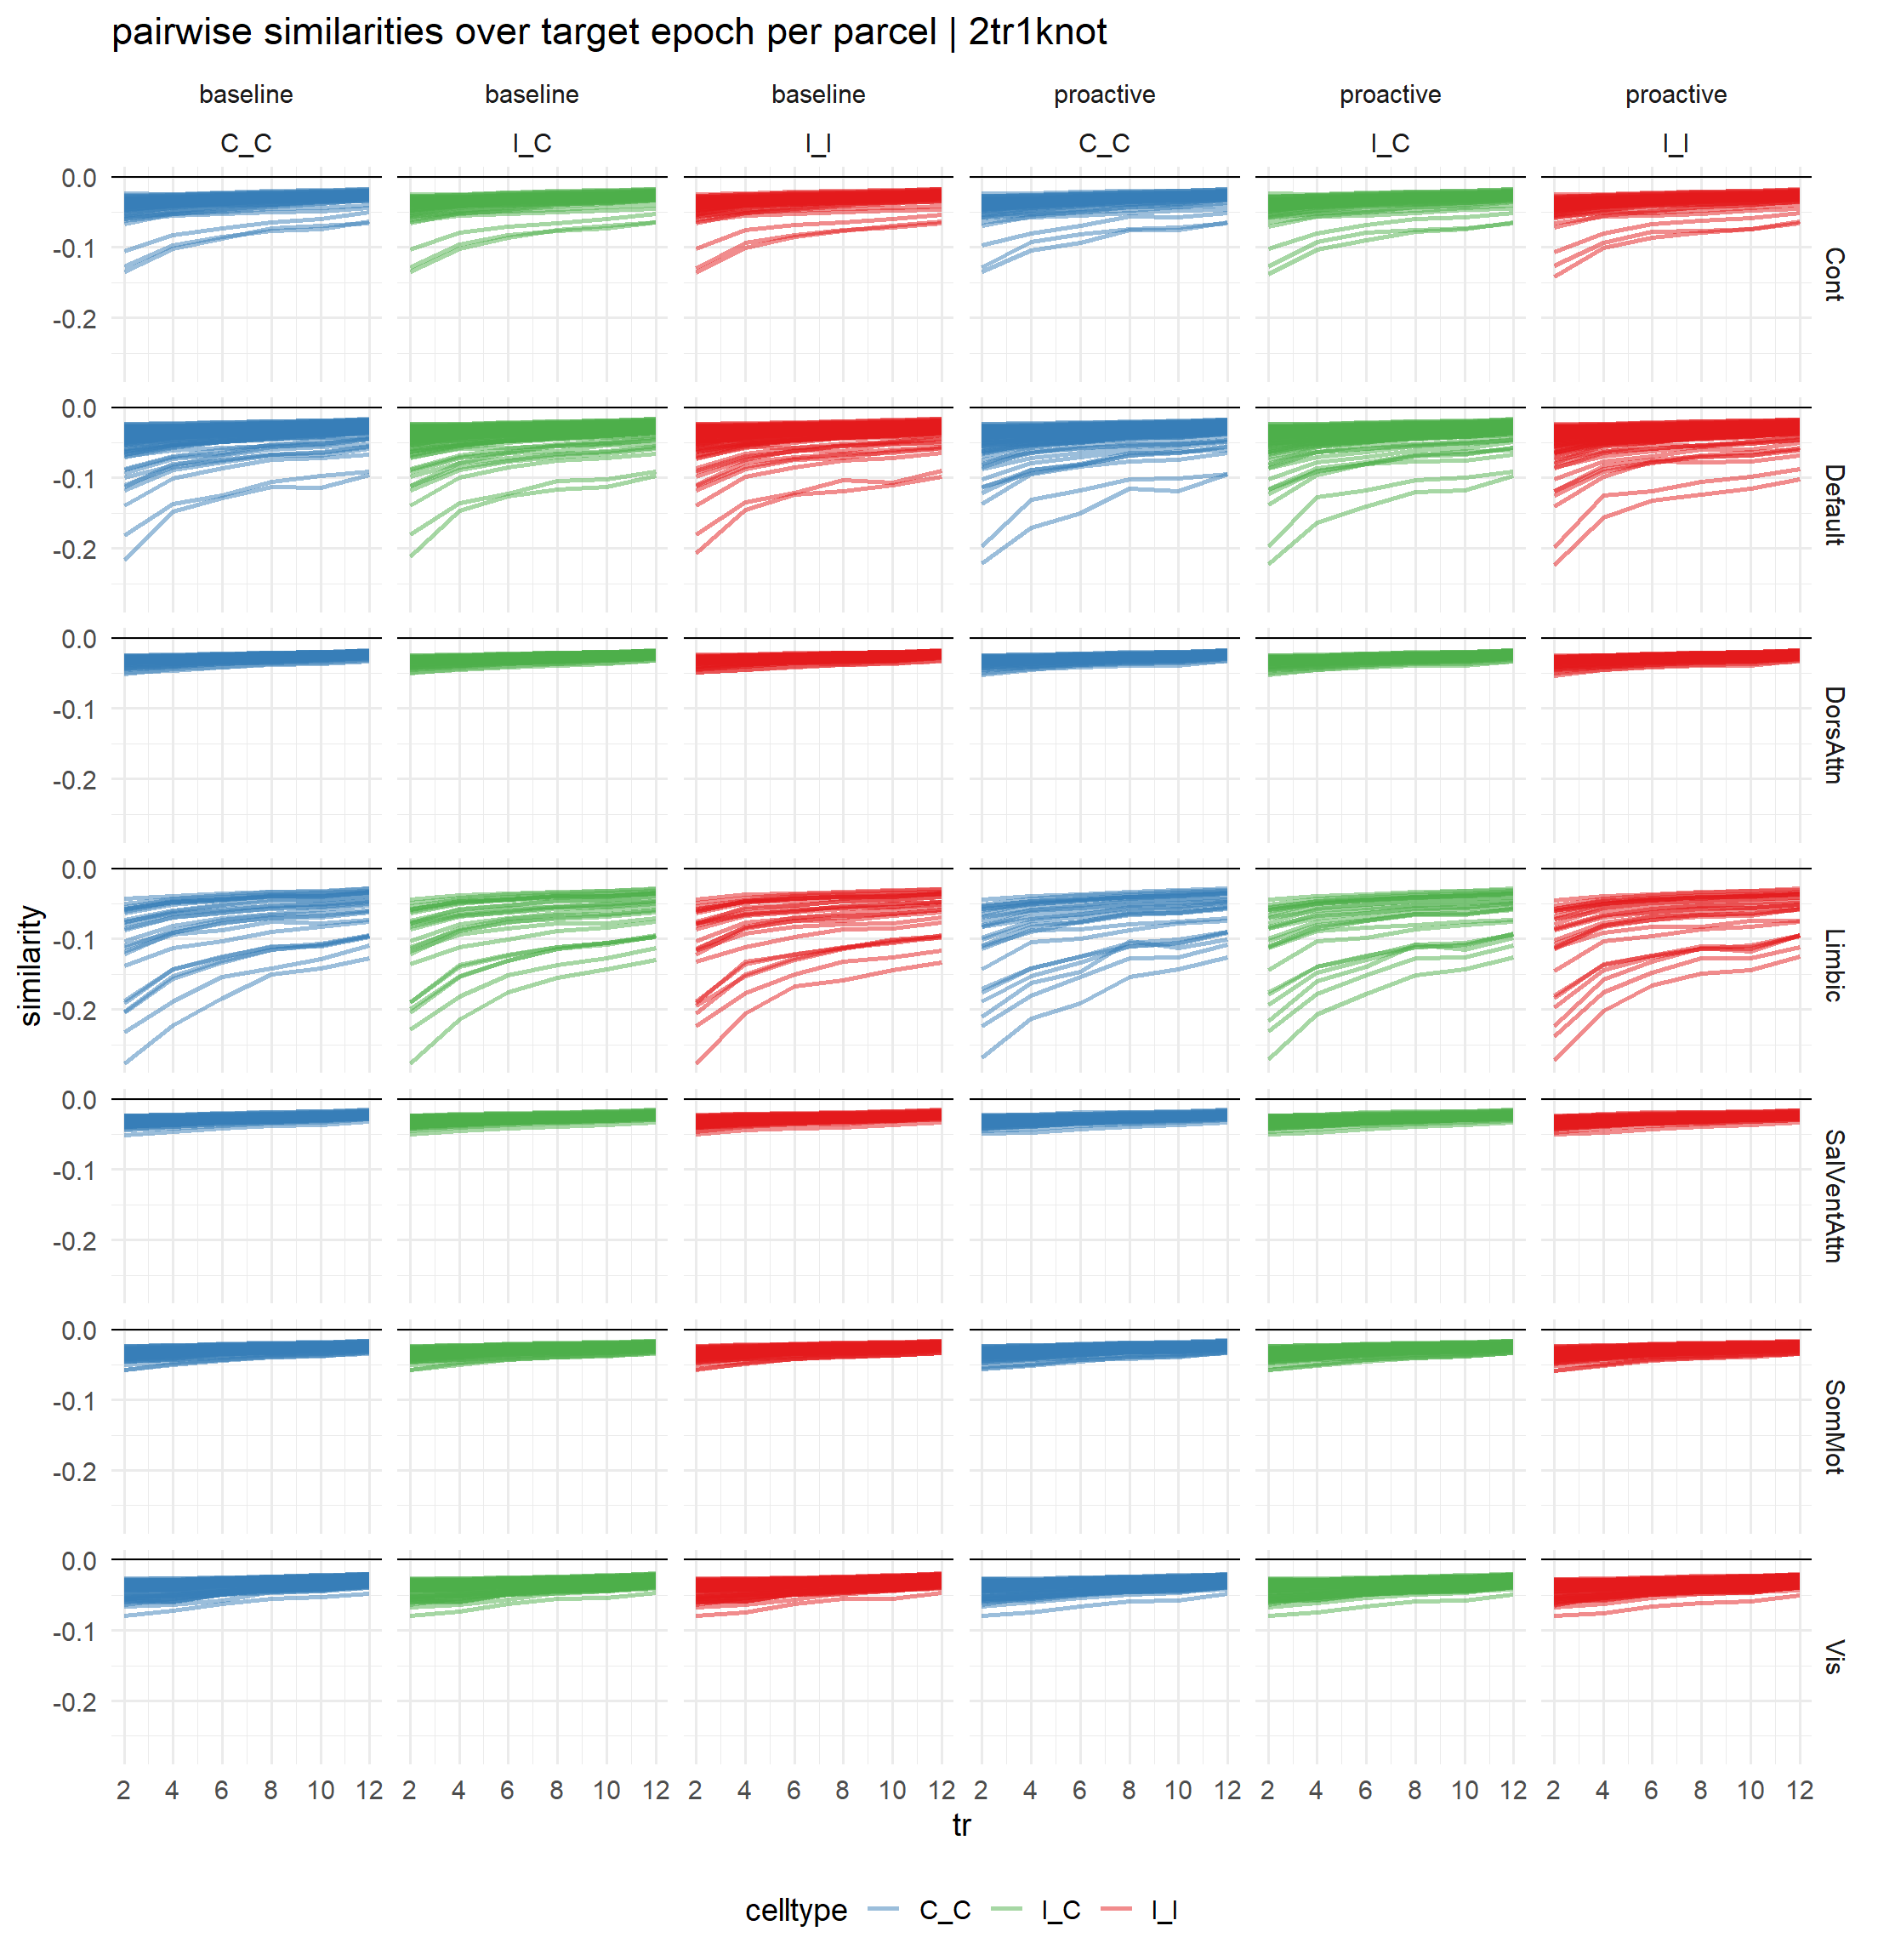 pairwise similarities over target epoch per parcel | 2tr1knot
baseline baseline baseline proactive proactive proactive
C_C I_C I_I C_C I_C I_I
0.0
-0.1
-0.2
Cont
0.0
-0.1
-0.2
Default
0.0
-0.1
-0.2
DorsAttn
0.0
-0.1
-0.2
Limbic
similarity
0.0
-0.1
-0.2
SalVentAttn
0.0
-0.1
-0.2
SomMot
0.0
-0.1
-0.2
Vis
2 4 6 8 10 12 2 4 6 8 10 12 2 4 6 8 10 12 2 4 6 8 10 12 2 4 6 8 10 12 2 4 6 8 10 12
tr
celltype C_C I_C I_I